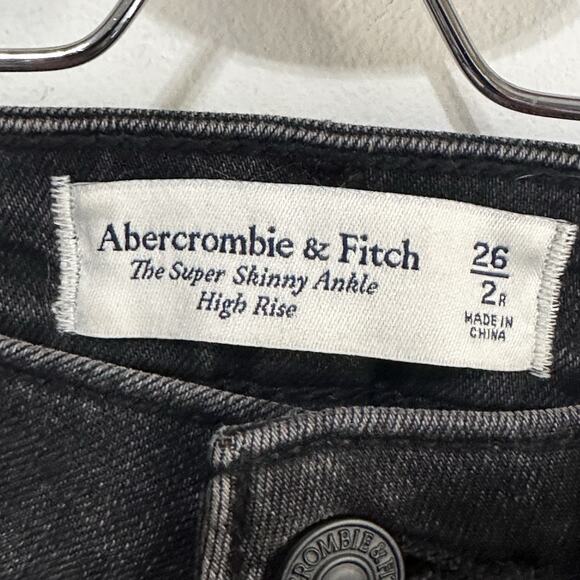 Abercrombie & Fitch
The Super Skinny Ankle
High Rise
26
2R
MADE IN
CHINA